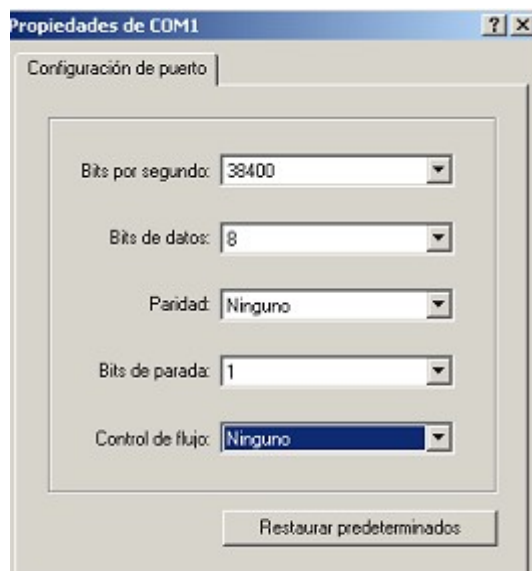 Propiedades de COM1
Configuración de puerto
Bits por segundo: 38400
Bits de datos: 8
Paridad: Ninguno
Bits de parada: 1
Control de flujo: Ninguno
Restaurar predeterminados